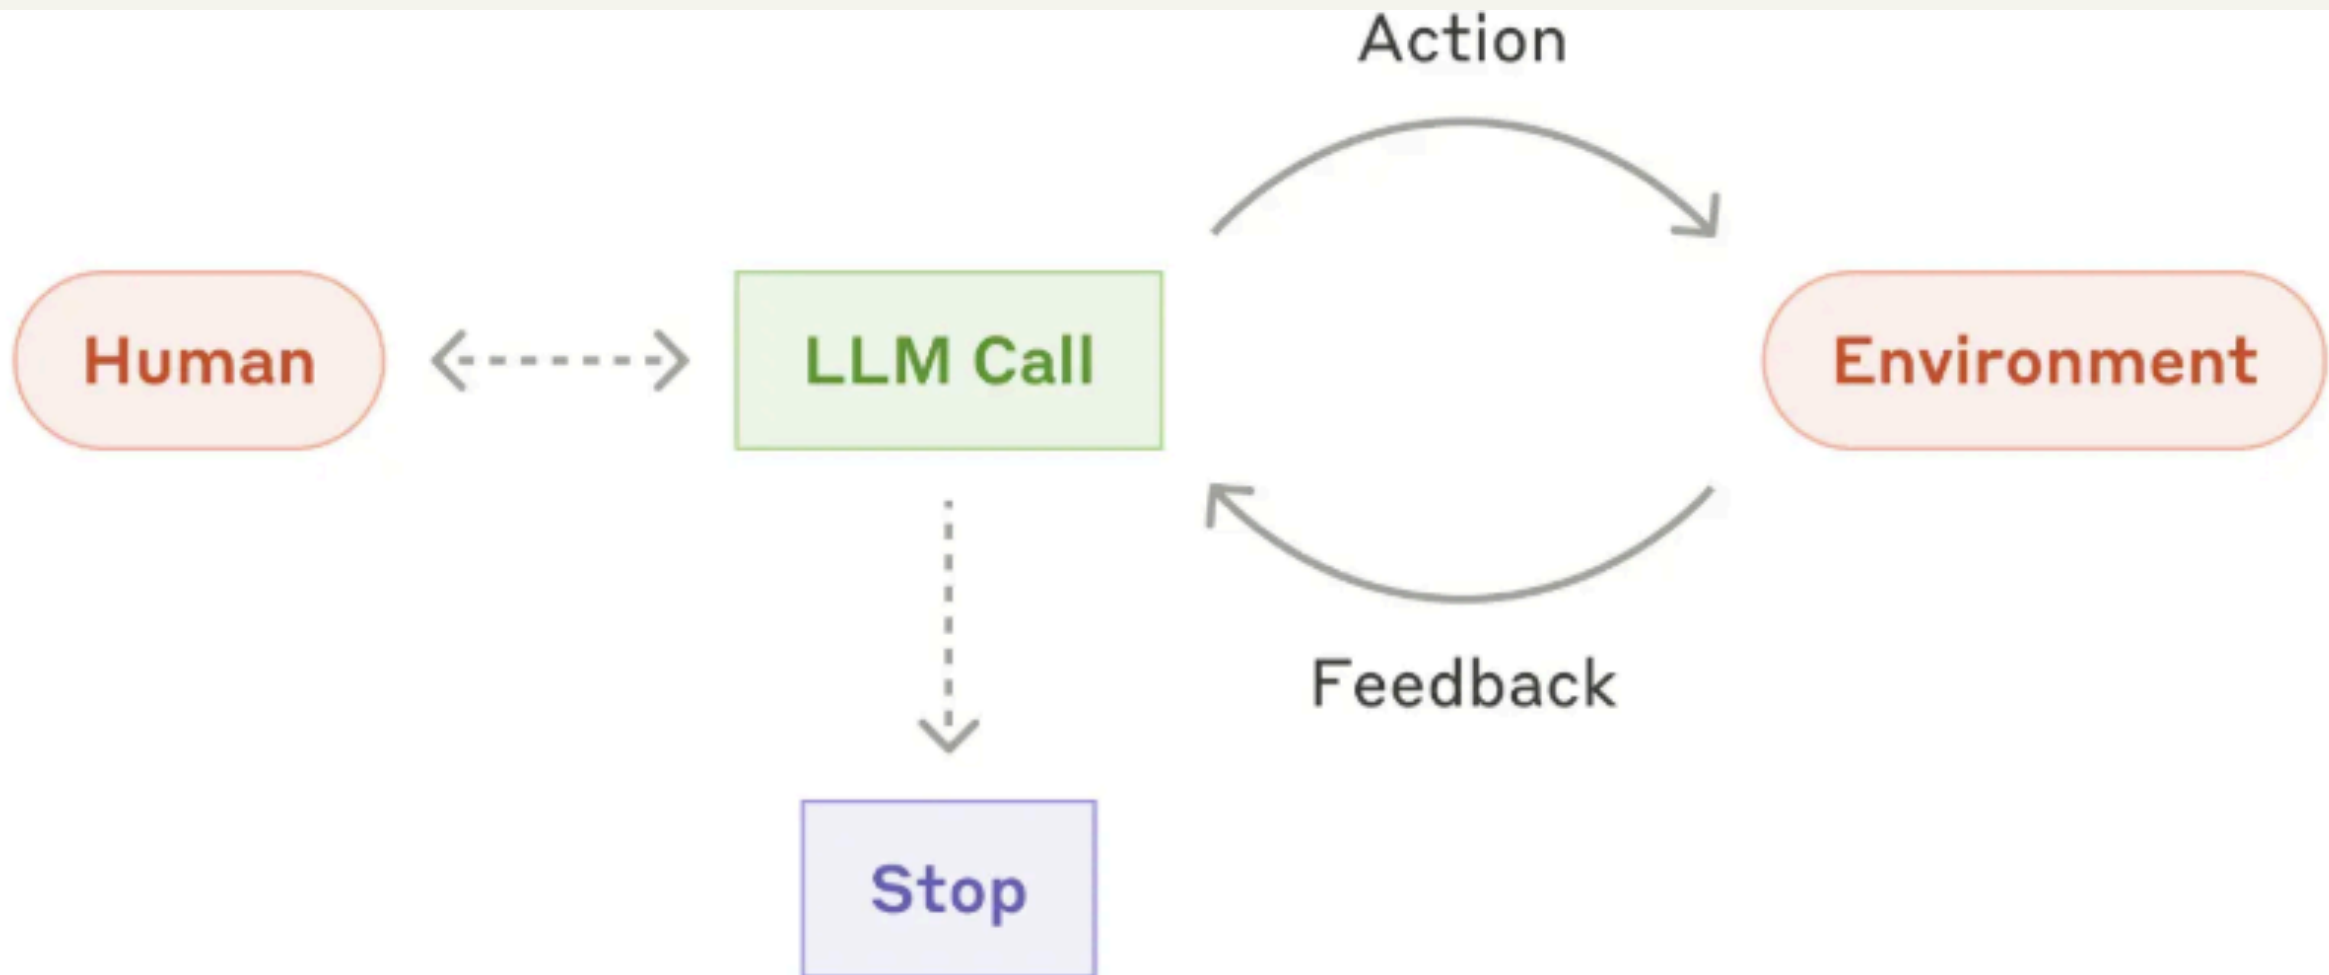 Action
Human
LLM Call
Environment
Feedback
Stop